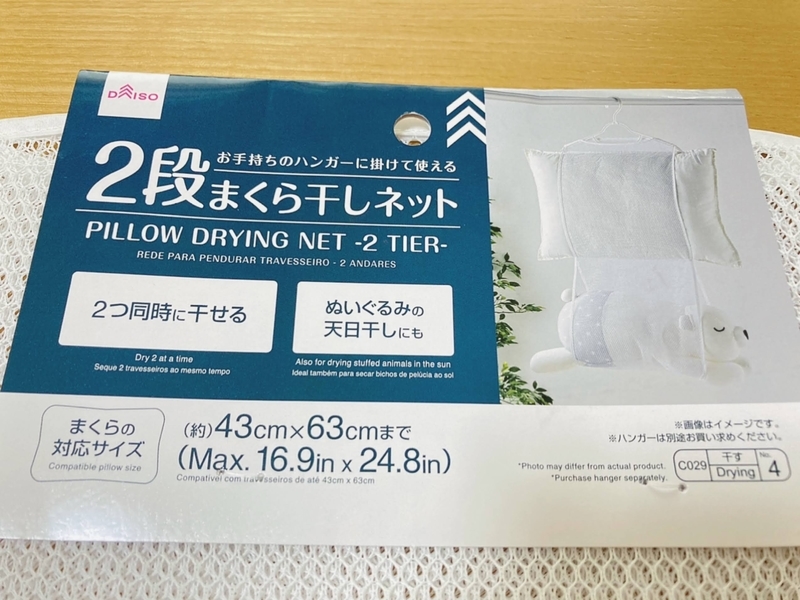 DAISO
お手持ちのハンガーに掛けて使える
2段まくら干しネット
PILLOW DRYING NET -2 TIER-
REDE PARA PENDURAR TRAVESSEIRO - 2 ANDARES
2つ同時に干せる
Dry 2 at a time
Seque 2 travesseiros ao mesmo tempo
ぬいぐるみの
天日干しにも
Also for drying stuffed animals in the sun
Ideal também para secar bichos de pelúcia ao sol
まくらの
対応サイズ
Compatible pillow size
(約)43cm×63cmまで
(Max. 16.9in x 24.8in)
Compatível com travesseiros de até 43cm x 63cm
※画像はイメージです。
※ハンガーは別途お買い求めください。
*Photo may differ from actual product.
*Purchase hanger separately.
C029
干す
Drying
No.
4